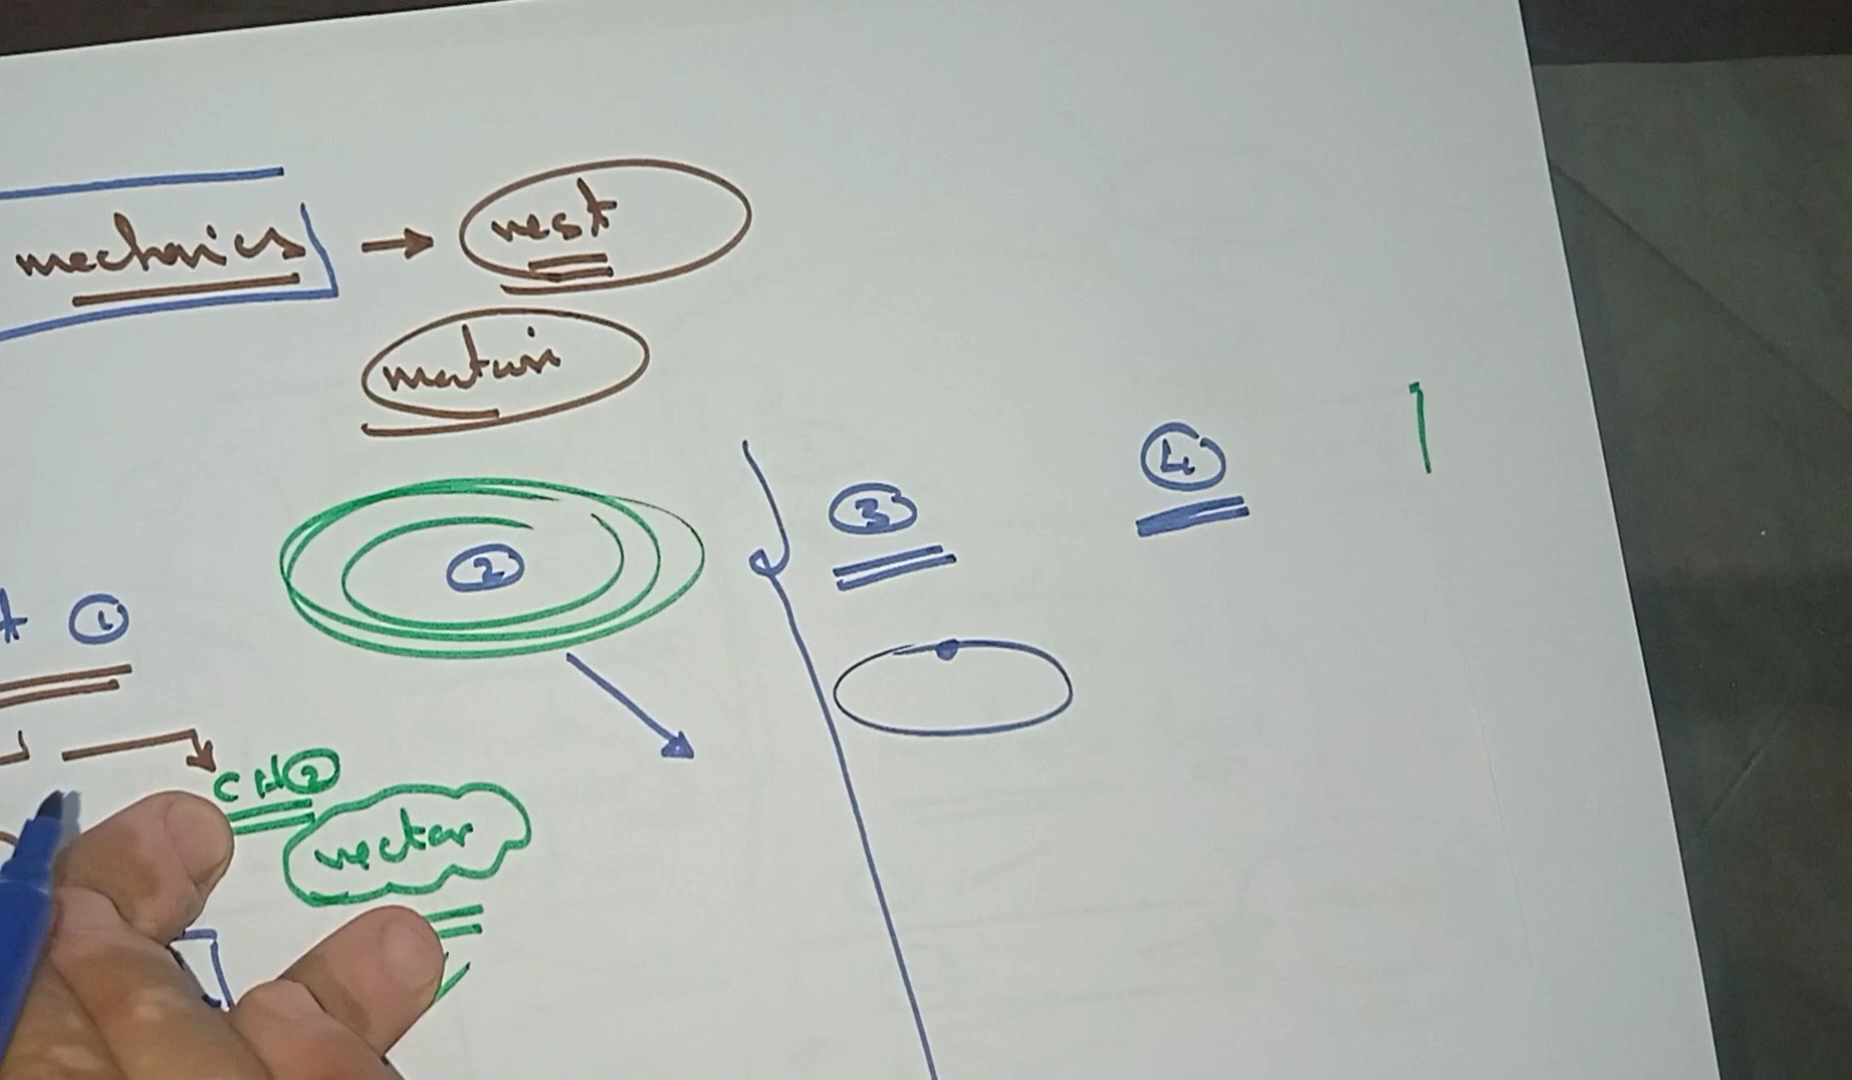 mechanics → rest
motion
4
3
2
1
CH 2
vector